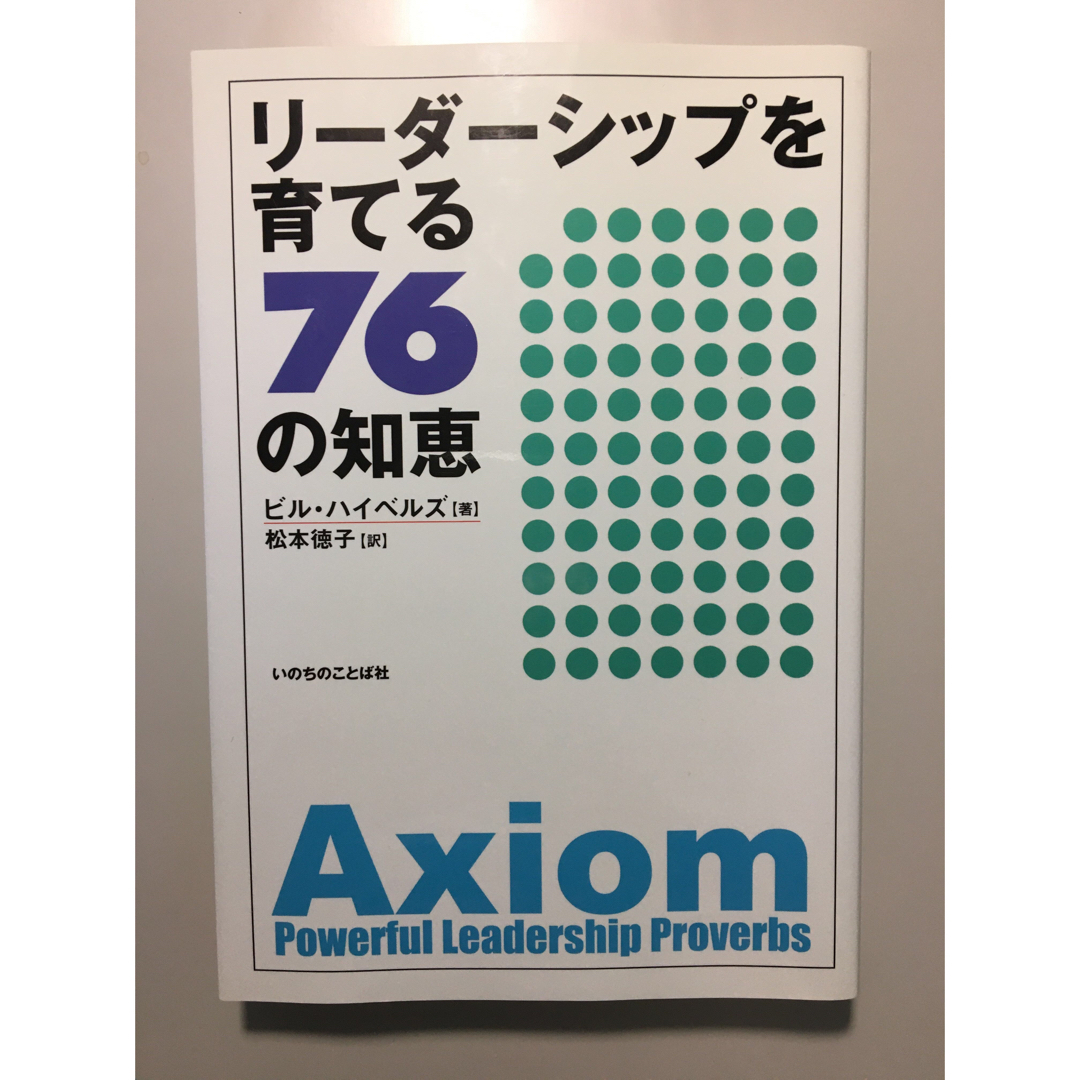 リーダーシップを
育てる
76
の知恵
ビル・ハイベルズ【著】
松本徳子【訳】
いのちのことば社
Axiom
Powerful Leadership Proverbs